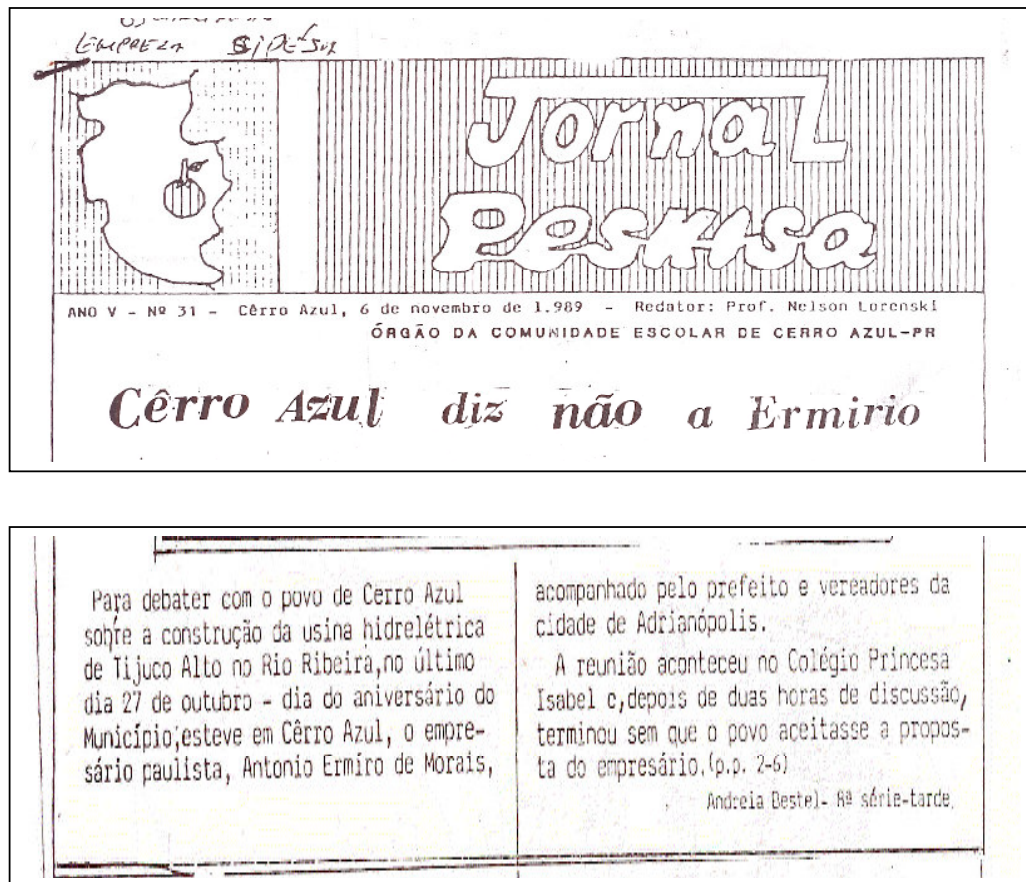 EMPREZA
Jornal
Peskisa
ANO V - Nº 31 - Cêrro Azul, 6 de novembro de 1.989 - Redator: Prof. Nelson Lorenski
ÓRGÃO DA COMUNIDADE ESCOLAR DE CERRO AZUL-PR
Cêrro Azul diz não a Ermirio
Para debater com o povo de Cerro Azul
sobre a construção da usina hidrelétrica
de Tijuco Alto no Rio Ribeira,no último
dia 27 de outubro - dia do aniversário do
Município,esteve em Cêrro Azul, o empre-
sário paulista, Antonio Ermiro de Morais,
acompanhado pelo prefeito e vereadores da
cidade de Adrianópolis.
A reunião aconteceu no Colégio Princesa
Isabel e,depois de duas horas de discussão,
terminou sem que o povo aceitasse a propos-
ta do empresário.(p.p. 2-6)
Andreia Bestel- 8ª série-tarde.